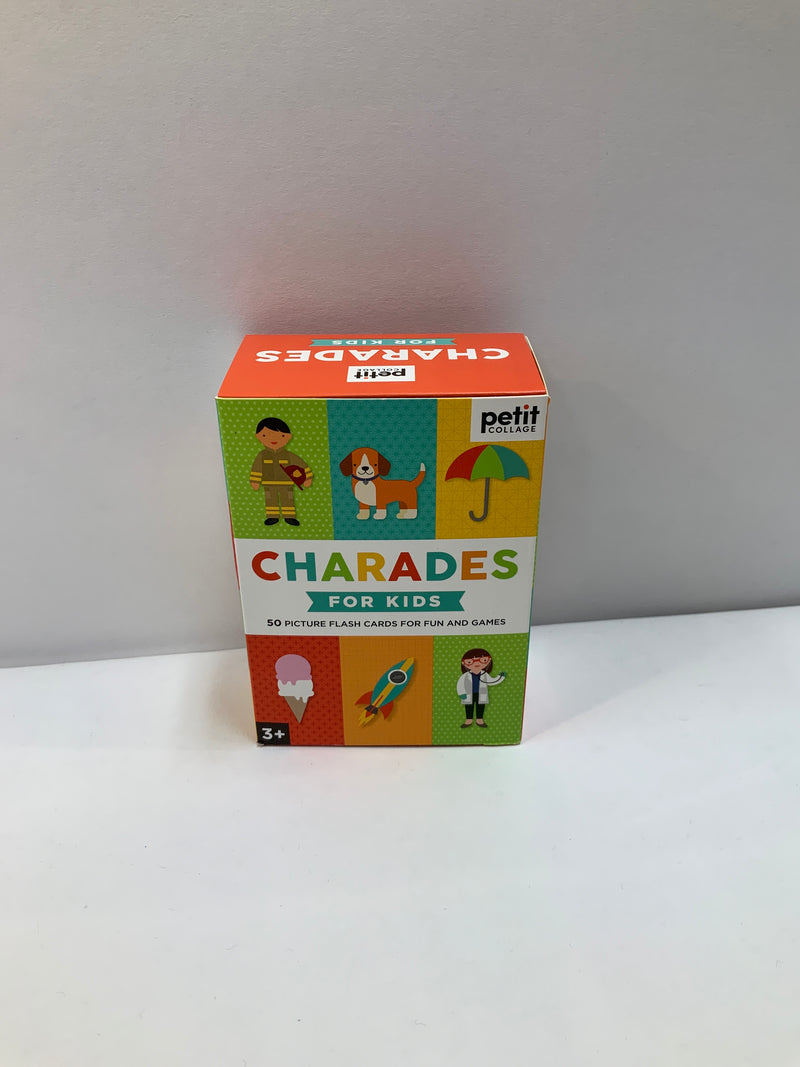 FOR KIDS
CHARADES
petit
COLLAGE
petit
COLLAGE
CHARADES
FOR KIDS
50 PICTURE FLASH CARDS FOR FUN AND GAMES
3+